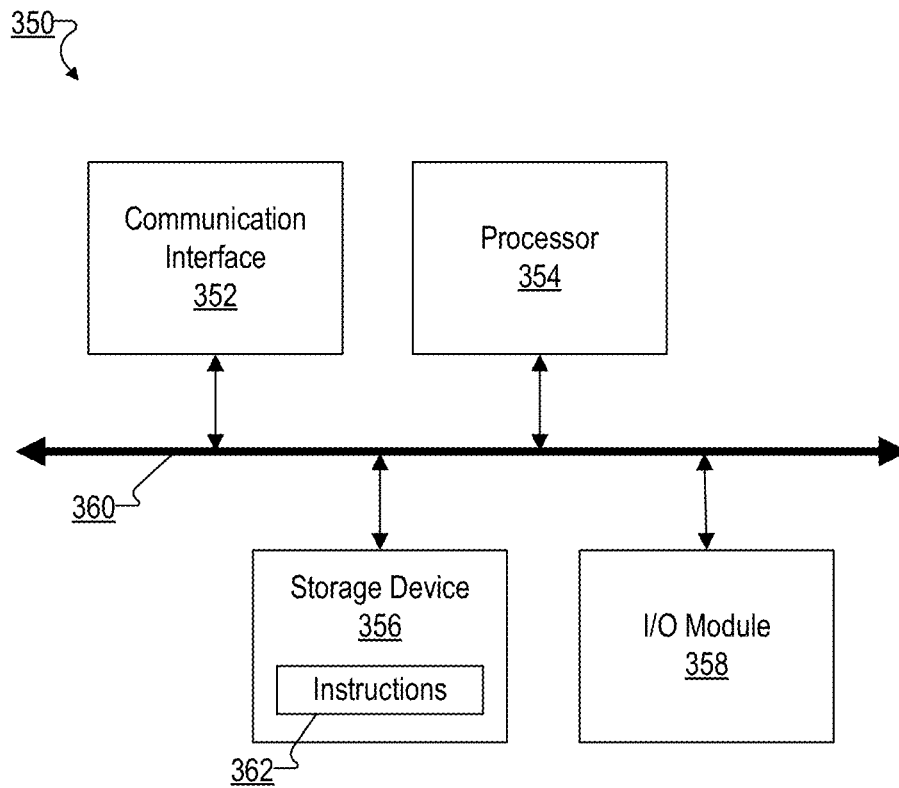 350
Communication
Interface
352
Processor
354
360
Storage Device
356
Instructions
362
I/O Module
358